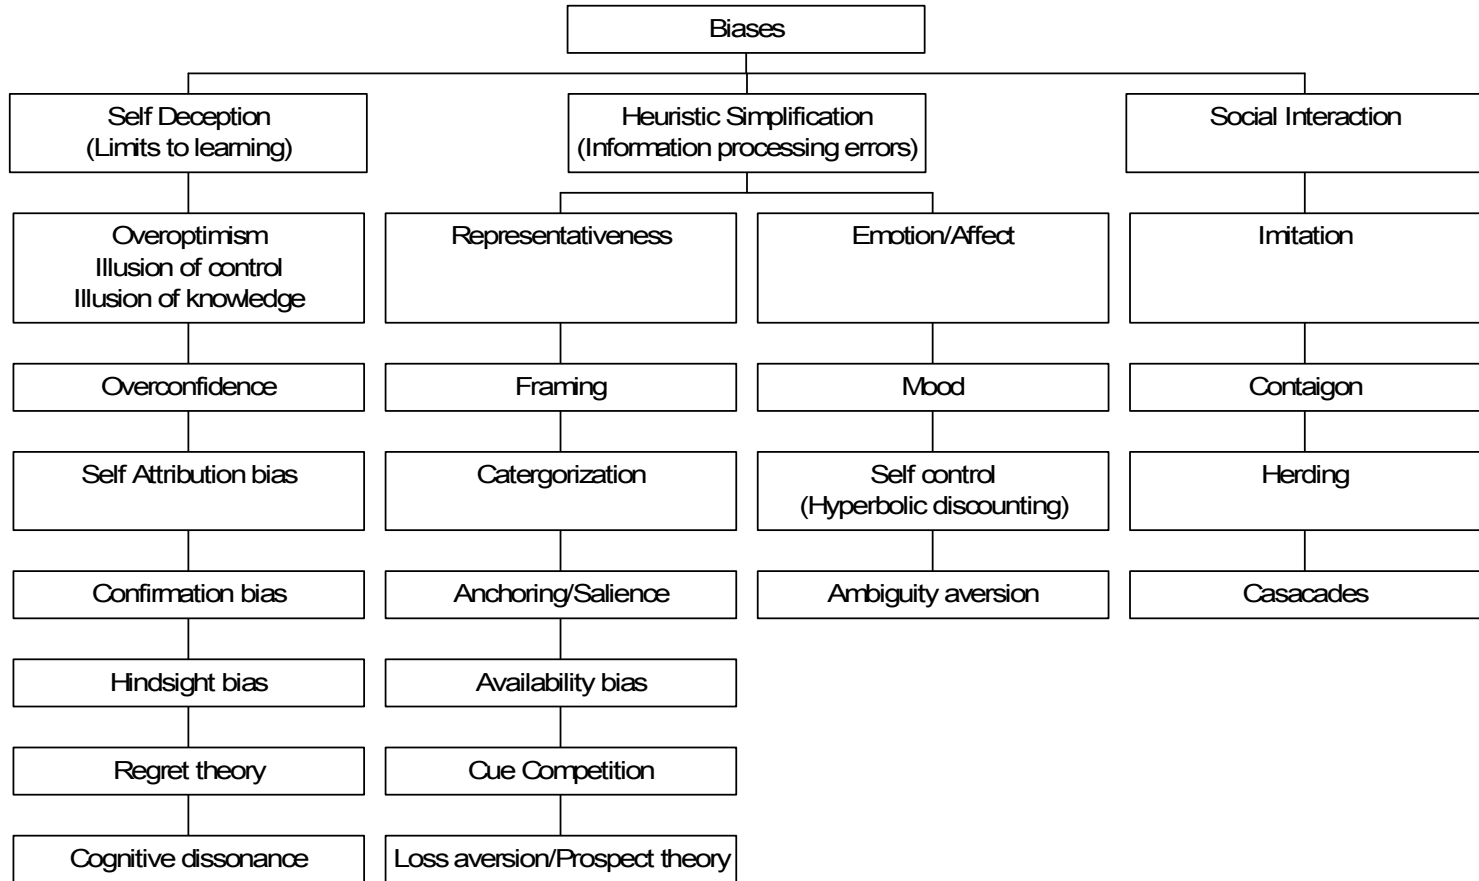 Biases
Self Deception
(Limits to learning)
Heuristic Simplification
(Information processing errors)
Social Interaction
Overoptimism
Illusion of control
Illusion of knowledge
Representativeness
Emotion/Affect
Imitation
Overconfidence
Framing
Mood
Contaigon
Self Attribution bias
Catergorization
Self control
(Hyperbolic discounting)
Herding
Confirmation bias
Anchoring/Salience
Ambiguity aversion
Casacades
Hindsight bias
Availability bias
Regret theory
Cue Competition
Cognitive dissonance
Loss aversion/Prospect theory